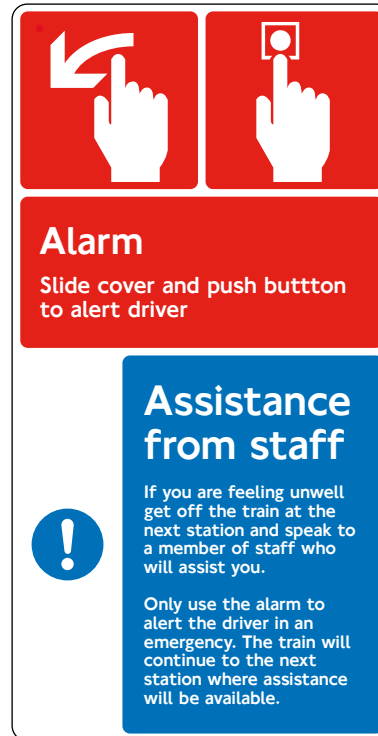 Alarm
Slide cover and push buttton
to alert driver
Assistance
from staff
If you are feeling unwell
get off the train at the
next station and speak to
a member of staff who
will assist you.
Only use the alarm to
alert the driver in an
emergency. The train will
continue to the next
station where assistance
will be available.